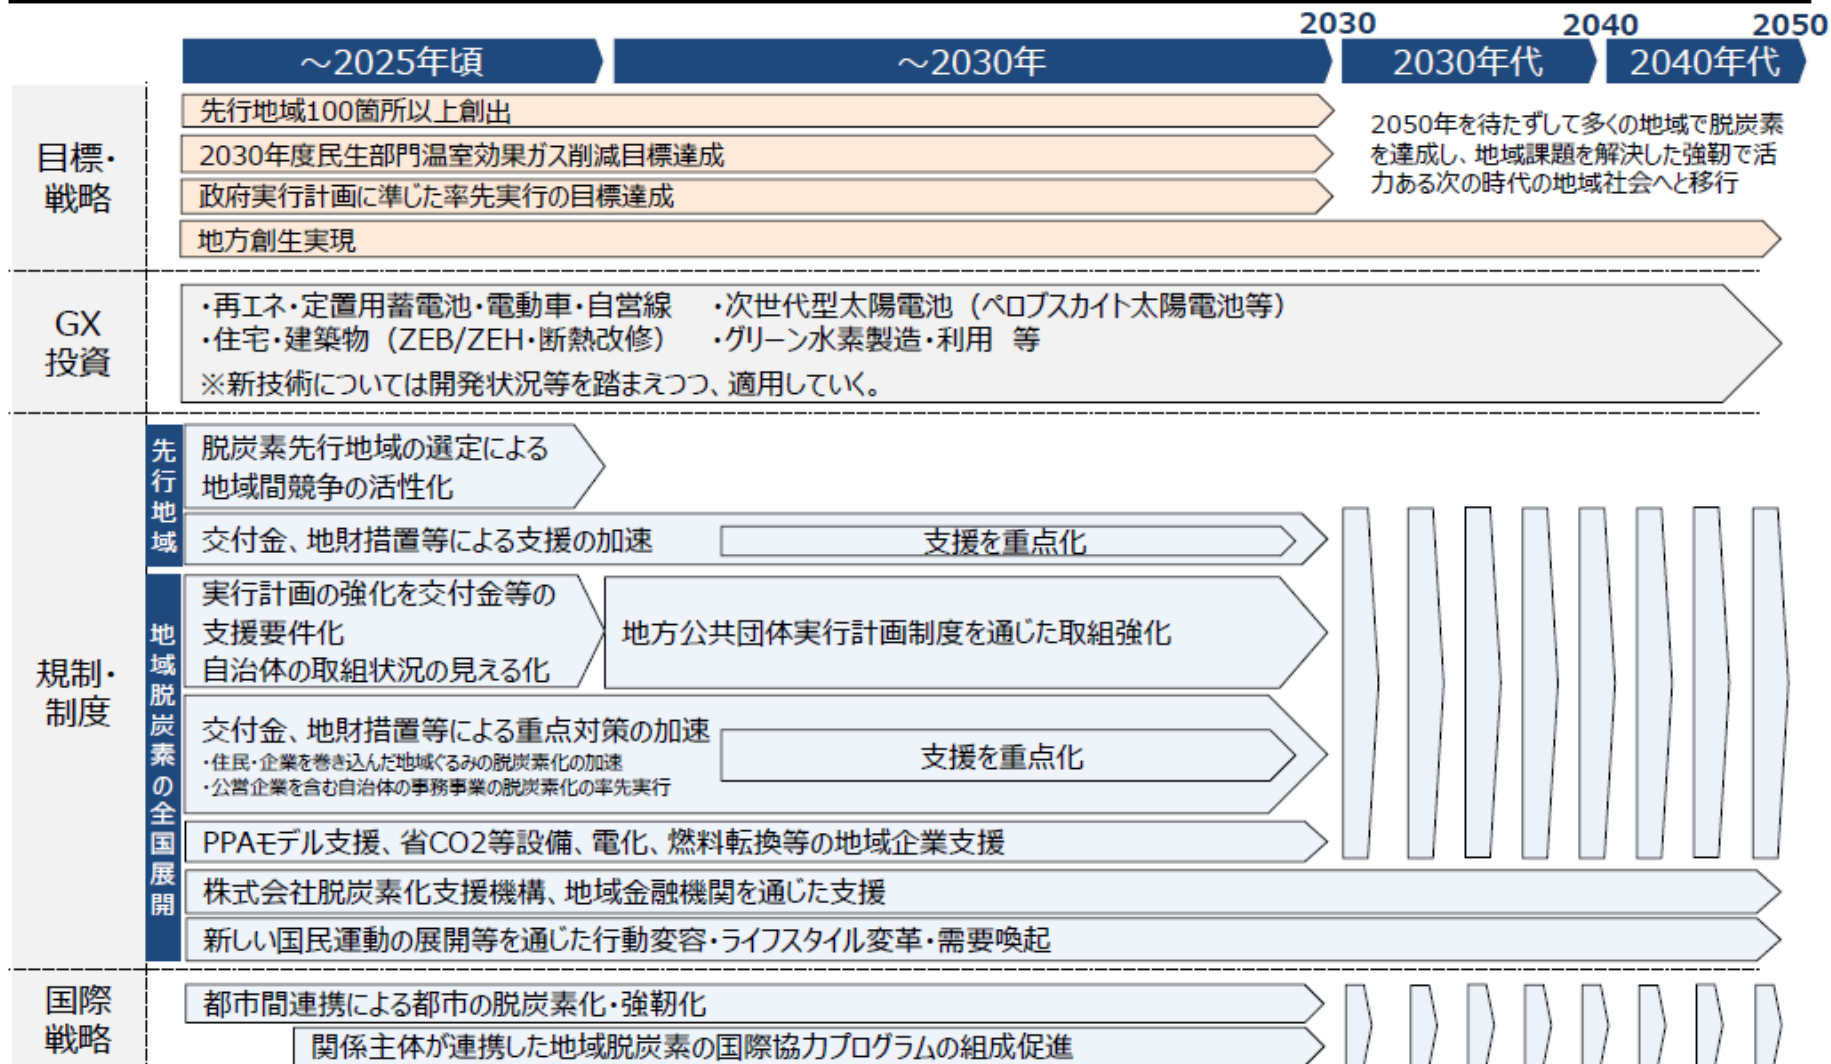 2030
2040
2050
～2025年頃
～2030年
2030年代
2040年代
目標・
戦略
先行地域100箇所以上創出
2030年度民生部門温室効果ガス削減目標達成
政府実行計画に準じた率先実行の目標達成
地方創生実現
2050年を待たずして多くの地域で脱炭素
を達成し、地域課題を解決した強靭で活
力ある次の時代の地域社会へと移行
GX
投資
・再エネ・定置用蓄電池・電動車・自営線　・次世代型太陽電池（ペロブスカイト太陽電池等）
・住宅・建築物（ZEB/ZEH・断熱改修）　・グリーン水素製造・利用　等
※新技術については開発状況等を踏まえつつ、適用していく。
規制・
制度
先行地域
脱炭素先行地域の選定による
地域間競争の活性化
交付金、地財措置等による支援の加速
支援を重点化
地域脱炭素の全国展開
実行計画の強化を交付金等の
支援要件化
自治体の取組状況の見える化
地方公共団体実行計画制度を通じた取組強化
交付金、地財措置等による重点対策の加速
・住民・企業を巻き込んだ地域ぐるみの脱炭素化の加速
・公営企業を含む自治体の事務事業の脱炭素化の率先実行
支援を重点化
PPAモデル支援、省CO2等設備、電化、燃料転換等の地域企業支援
株式会社脱炭素化支援機構、地域金融機関を通じた支援
新しい国民運動の展開等を通じた行動変容・ライフスタイル変革・需要喚起
国際
戦略
都市間連携による都市の脱炭素化・強靭化
関係主体が連携した地域脱炭素の国際協力プログラムの組成促進